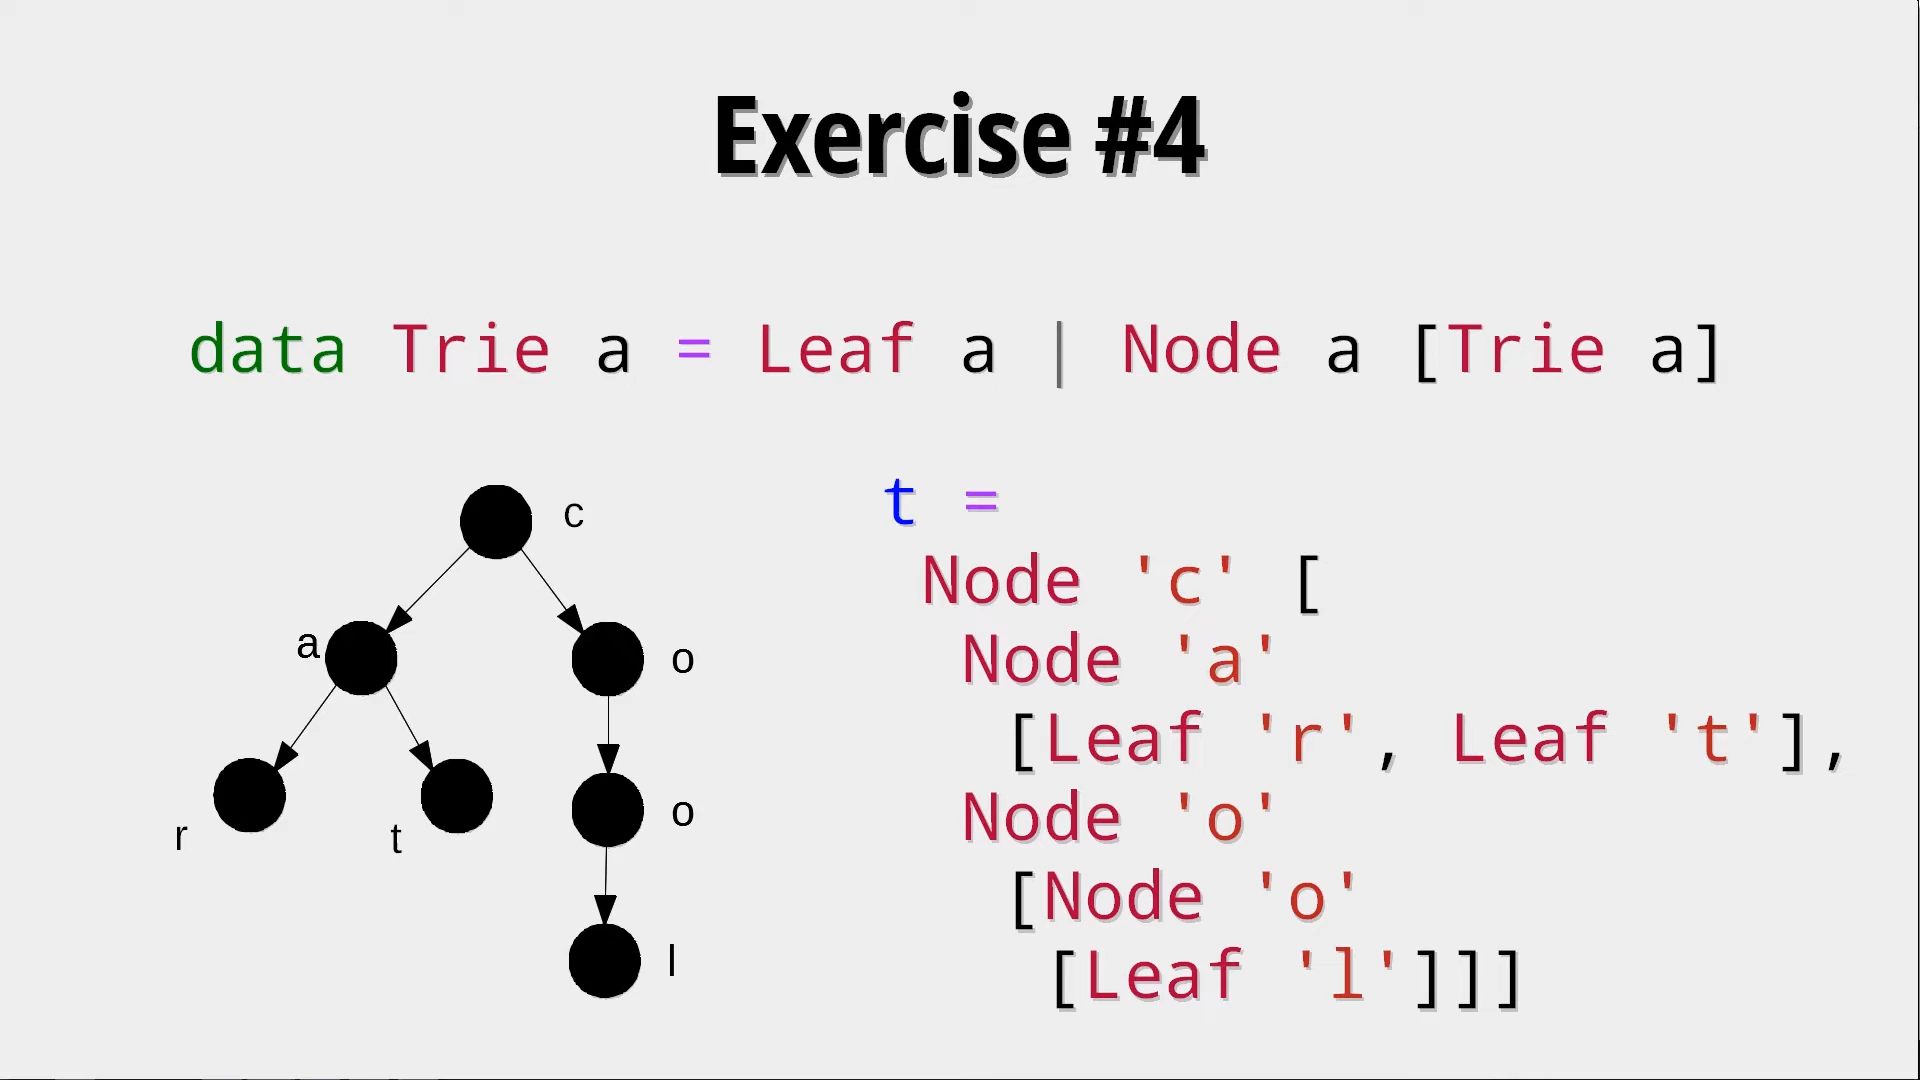 Exercise #4
data Trie a = Leaf a | Node a [Trie a]
c
a
o
r
t
o
l
t =
Node 'c' [
Node 'a'
[Leaf 'r', Leaf 't'],
Node 'o'
[Node 'o'
[Leaf 'l']]]